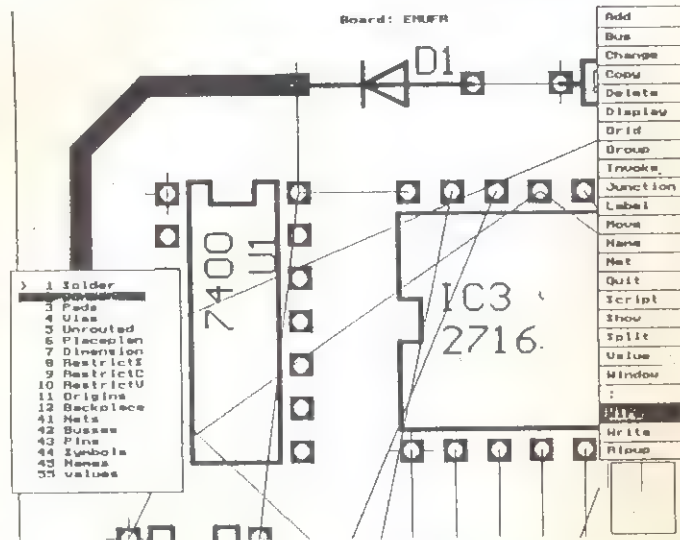 Board: EMUFR
D1
7400
U1
IC3
2716
> 1 Solder
3 Pads
4 Vias
5 Unrouted
6 Placeplan
7 Dimension
8 RestrictS
9 RestrictC
10 RestrictV
11 Origins
12 Backplace
41 Nets
42 Busses
43 Pins
44 Symbols
45 Names
55 values
Add
Bus
Change
Copy
Delete
Display
Grid
Group
Invoke
Junction
Label
Move
Name
Net
Quit
Script
Show
Split
Value
Window
;
Write
Ripup